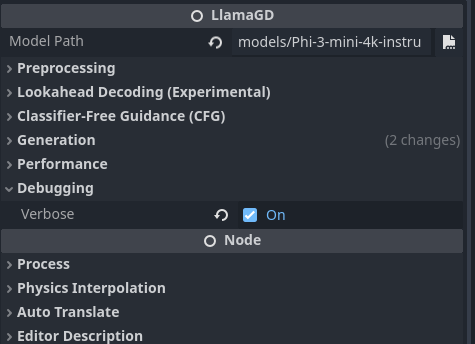 LlamaGD
Model Path models/Phi-3-mini-4k-instru
Preprocessing
Lookahead Decoding (Experimental)
Classifier-Free Guidance (CFG)
Generation (2 changes)
Performance
Debugging
Verbose On
Node
Process
Physics Interpolation
Auto Translate
Editor Description